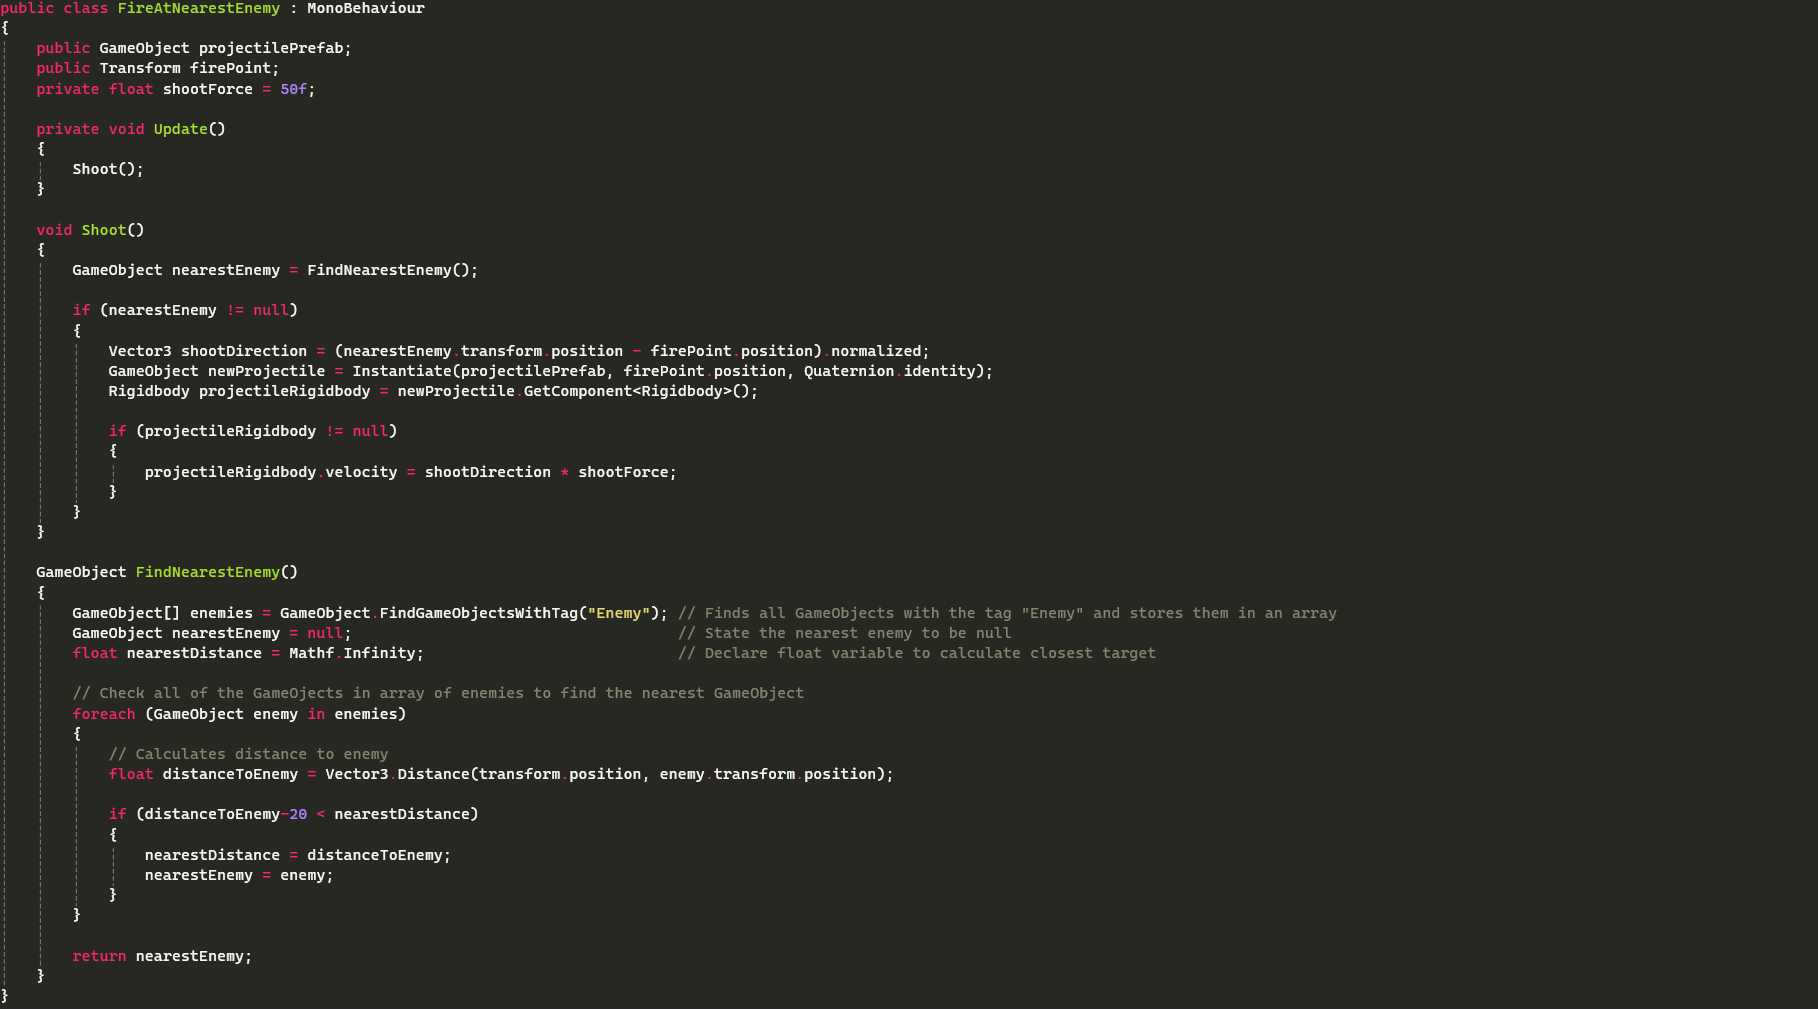 public class FireAtNearestEnemy : MonoBehaviour
{
    public GameObject projectilePrefab;
    public Transform firePoint;
    private float shootForce = 50f;

    private void Update()
    {
        Shoot();
    }

    void Shoot()
    {
        GameObject nearestEnemy = FindNearestEnemy();

        if (nearestEnemy != null)
        {
            Vector3 shootDirection = (nearestEnemy.transform.position - firePoint.position).normalized;
            GameObject newProjectile = Instantiate(projectilePrefab, firePoint.position, Quaternion.identity);
            Rigidbody projectileRigidbody = newProjectile.GetComponent<Rigidbody>();

            if (projectileRigidbody != null)
            {
                projectileRigidbody.velocity = shootDirection * shootForce;
            }
        }
    }

    GameObject FindNearestEnemy()
    {
        GameObject[] enemies = GameObject.FindGameObjectsWithTag("Enemy"); // Finds all GameObjects with the tag "Enemy" and stores them in an array
        GameObject nearestEnemy = null;                                    // State the nearest enemy to be null
        float nearestDistance = Mathf.Infinity;                            // Declare float variable to calculate closest target

        // Check all of the GameOjects in array of enemies to find the nearest GameObject
        foreach (GameObject enemy in enemies)
        {
            // Calculates distance to enemy
            float distanceToEnemy = Vector3.Distance(transform.position, enemy.transform.position);

            if (distanceToEnemy-20 < nearestDistance)
            {
                nearestDistance = distanceToEnemy;
                nearestEnemy = enemy;
            }
        }

        return nearestEnemy;
    }
}